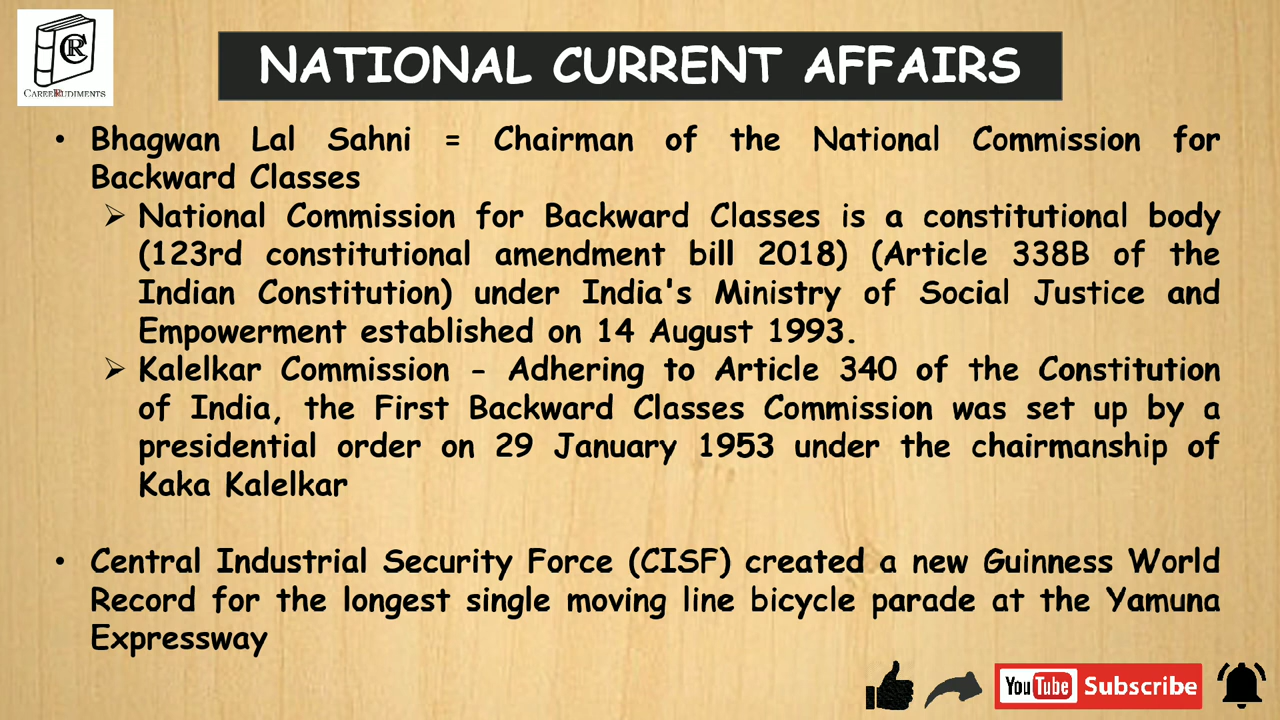 CR
CAREERUDIMENTS
NATIONAL CURRENT AFFAIRS
• Bhagwan Lal Sahni = Chairman of the National Commission for
Backward Classes
➢ National Commission for Backward Classes is a constitutional body
(123rd constitutional amendment bill 2018) (Article 338B of the
Indian Constitution) under India's Ministry of Social Justice and
Empowerment established on 14 August 1993.
➢ Kalelkar Commission - Adhering to Article 340 of the Constitution
of India, the First Backward Classes Commission was set up by a
presidential order on 29 January 1953 under the chairmanship of
Kaka Kalelkar
• Central Industrial Security Force (CISF) created a new Guinness World
Record for the longest single moving line bicycle parade at the Yamuna
Expressway
YouTube Subscribe